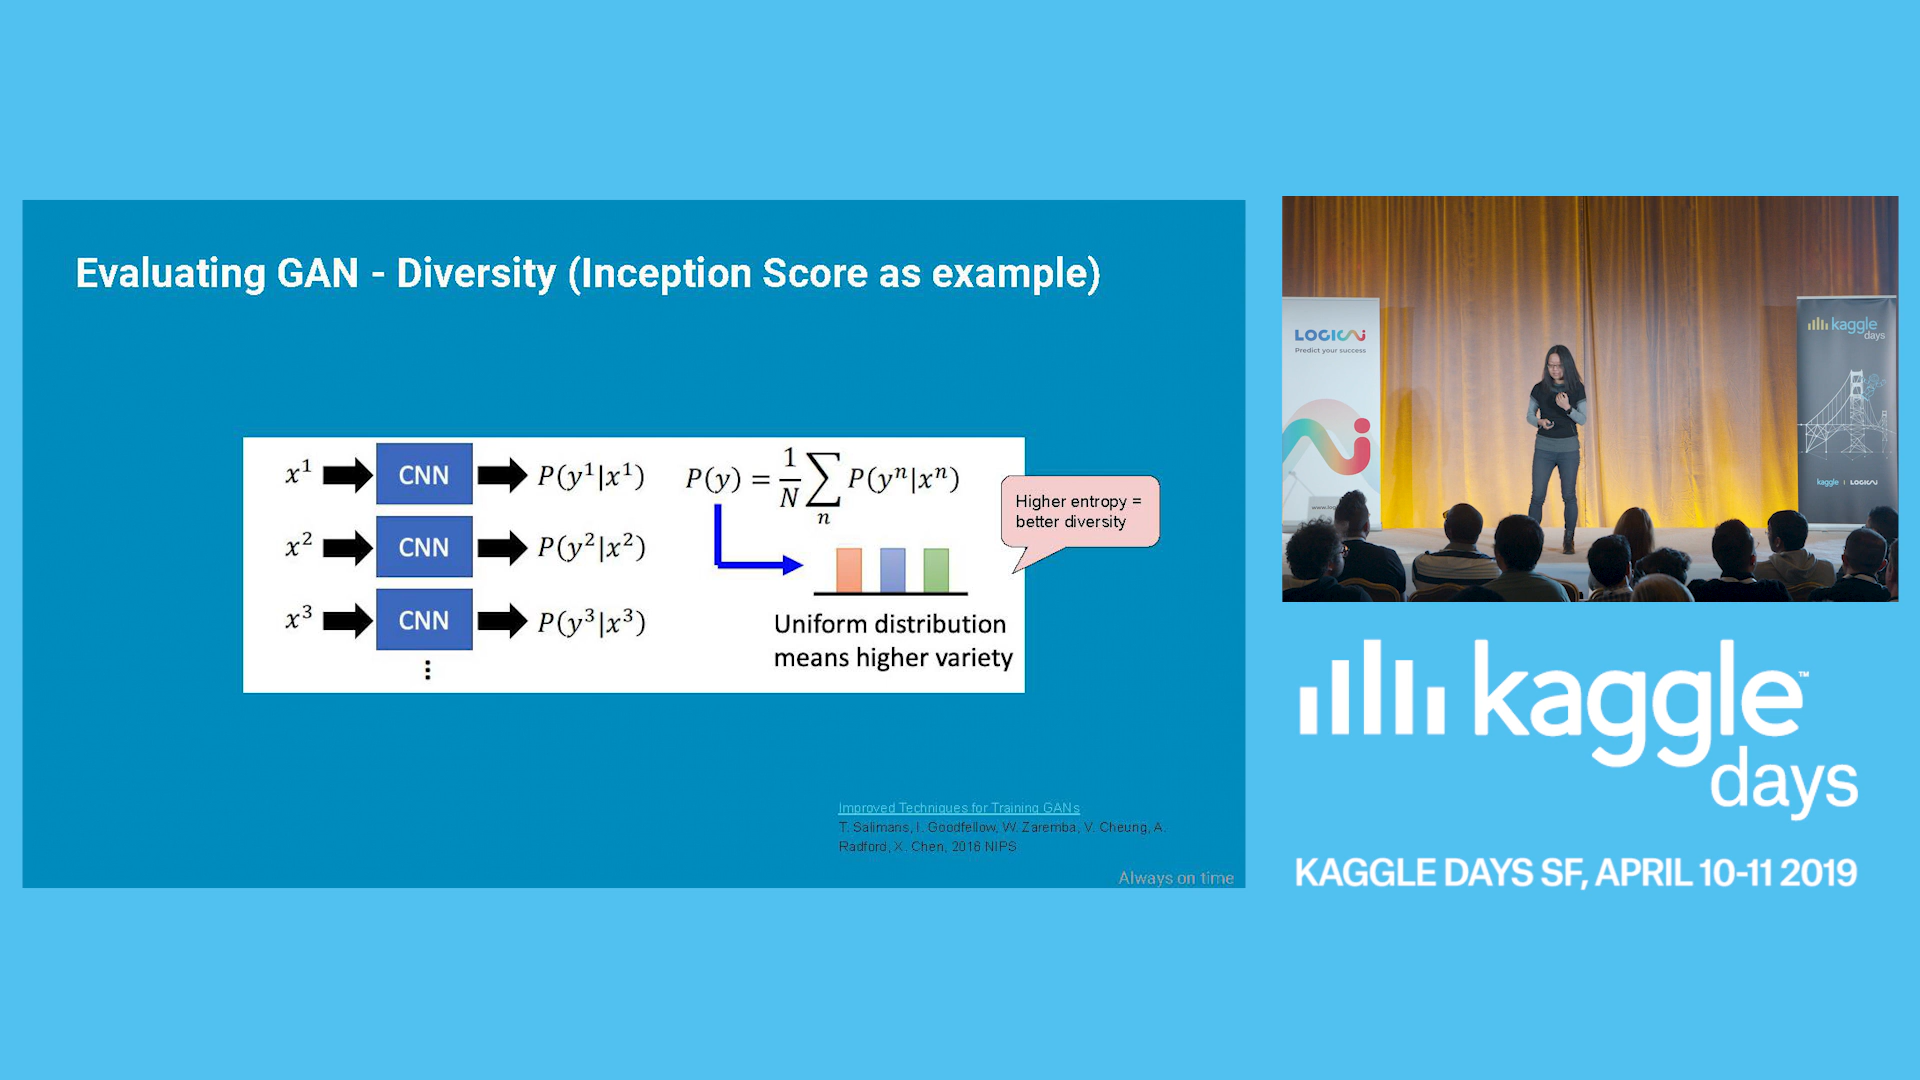 Evaluating GAN - Diversity (Inception Score as example)
x¹ CNN P(y¹|x¹)
x² CNN P(y²|x²)
x³ CNN P(y³|x³)
⋮
P(y) = 1/N ∑ₙ P(yⁿ|xⁿ)
Higher entropy =
better diversity
Uniform distribution
means higher variety
Improved Techniques for Training GANs
T. Salimans, I. Goodfellow, W. Zaremba, V. Cheung, A.
Radford, X. Chen, 2016 NIPS
Always on time
LOGICAi
Predict your success
kaggle
days
kaggle | LOGICAi
kaggle™
days
KAGGLE DAYS SF, APRIL 10-11 2019